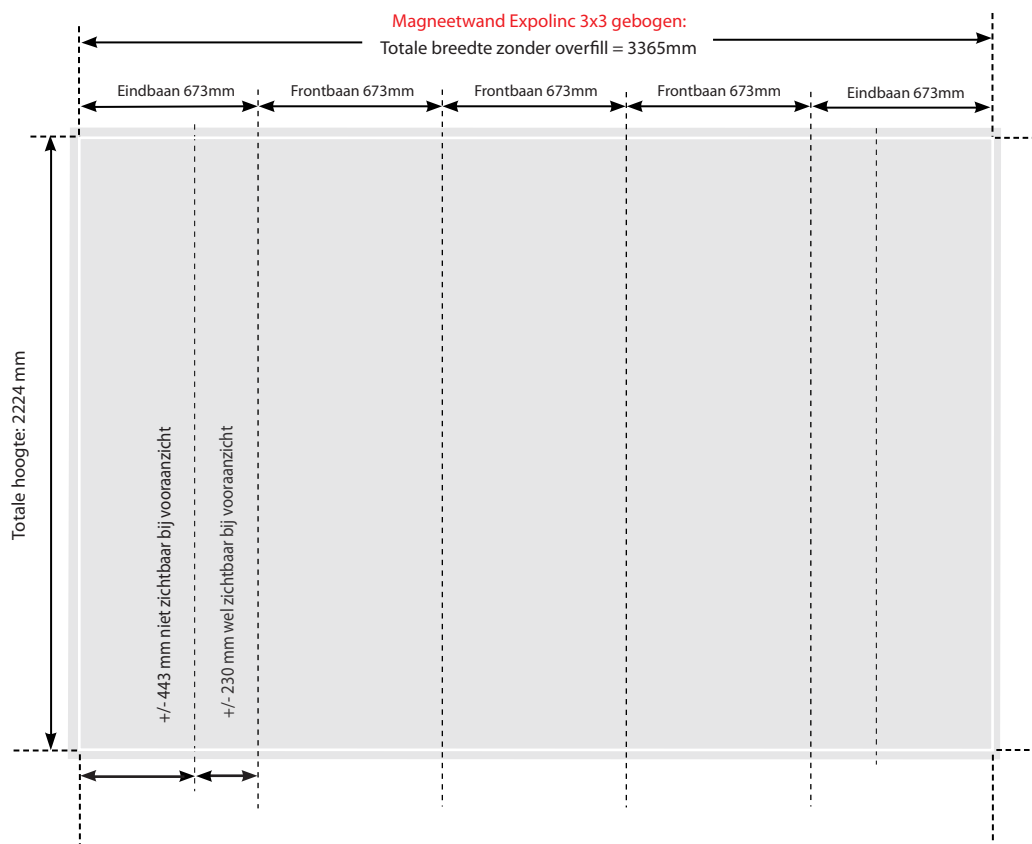 Magneetwand Expolinc 3x3 gebogen:
Totale breedte zonder overfill = 3365mm
Eindbaan 673mm
Frontbaan 673mm
Frontbaan 673mm
Frontbaan 673mm
Eindbaan 673mm
Totale hoogte: 2224 mm
+/- 443 mm niet zichtbaar bij vooraanzicht
+/- 230 mm wel zichtbaar bij vooraanzicht